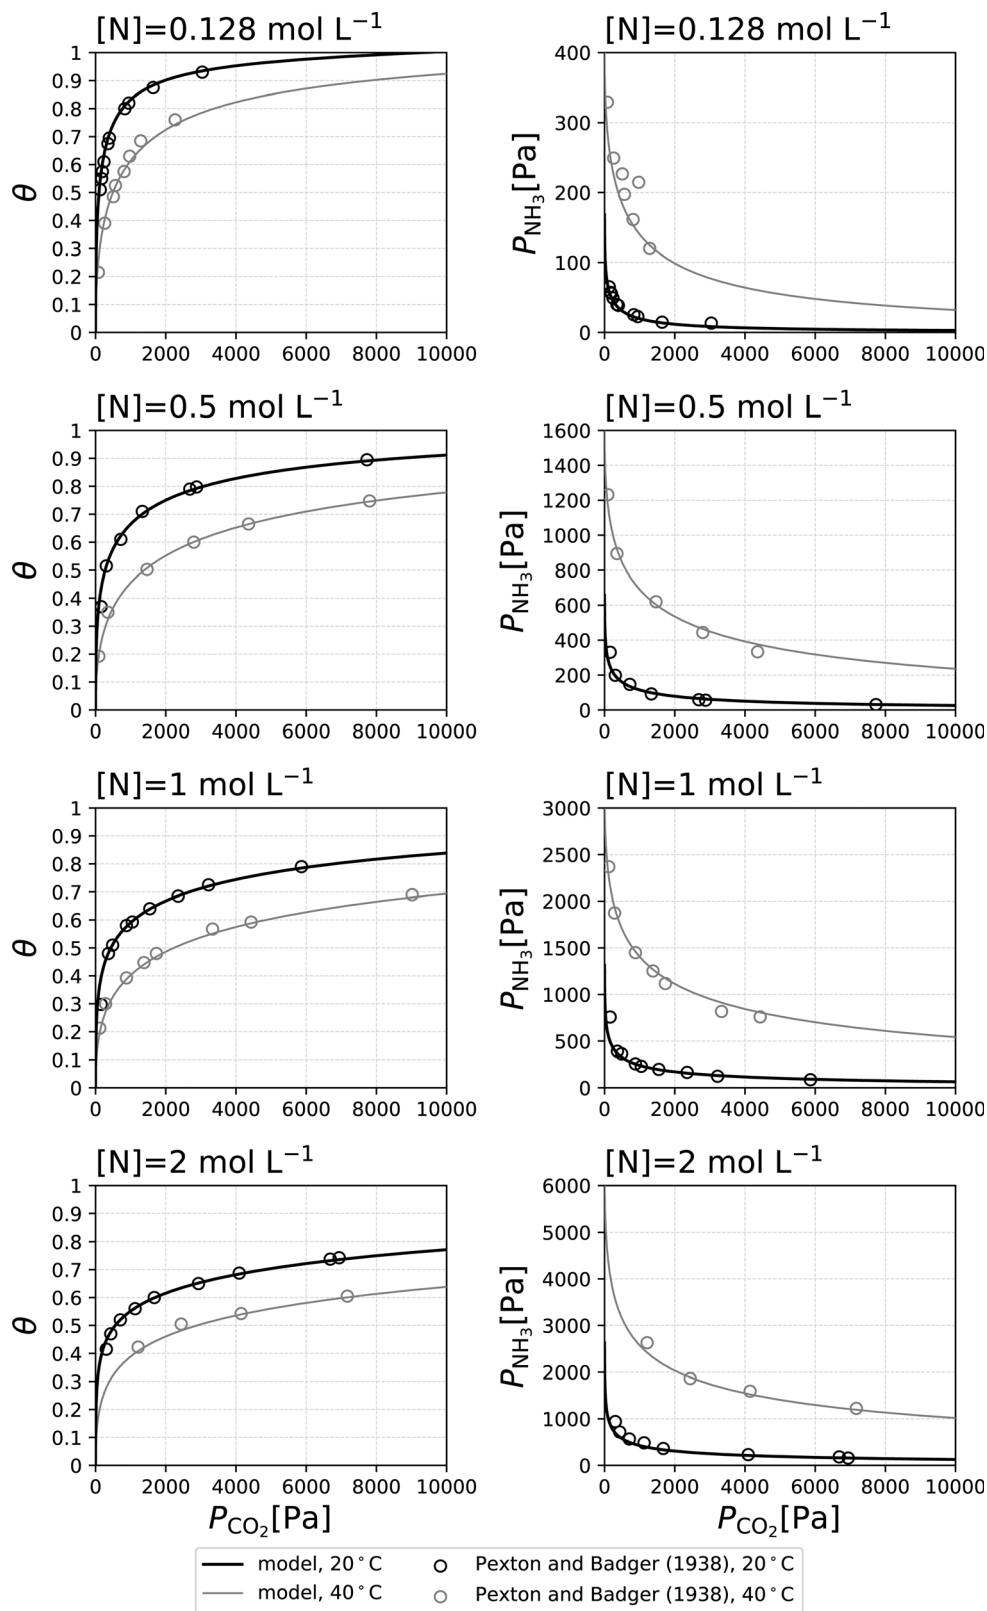 [N]=0.128 mol L⁻¹
1
0.9
0.8
0.7
0.6
0.5
0.4
0.3
0.2
0.1
0
θ
0 2000 4000 6000 8000 10000
[N]=0.128 mol L⁻¹
400
300
200
100
0
P_NH₃[Pa]
0 2000 4000 6000 8000 10000
[N]=0.5 mol L⁻¹
1
0.9
0.8
0.7
0.6
0.5
0.4
0.3
0.2
0.1
0
θ
0 2000 4000 6000 8000 10000
[N]=0.5 mol L⁻¹
1600
1400
1200
1000
800
600
400
200
0
P_NH₃[Pa]
0 2000 4000 6000 8000 10000
[N]=1 mol L⁻¹
1
0.9
0.8
0.7
0.6
0.5
0.4
0.3
0.2
0.1
0
θ
0 2000 4000 6000 8000 10000
[N]=1 mol L⁻¹
3000
2500
2000
1500
1000
500
0
P_NH₃[Pa]
0 2000 4000 6000 8000 10000
[N]=2 mol L⁻¹
1
0.9
0.8
0.7
0.6
0.5
0.4
0.3
0.2
0.1
0
θ
0 2000 4000 6000 8000 10000
P_CO₂[Pa]
[N]=2 mol L⁻¹
6000
5000
4000
3000
2000
1000
0
P_NH₃[Pa]
0 2000 4000 6000 8000 10000
P_CO₂[Pa]
model, 20°C
model, 40°C
Pexton and Badger (1938), 20°C
Pexton and Badger (1938), 40°C